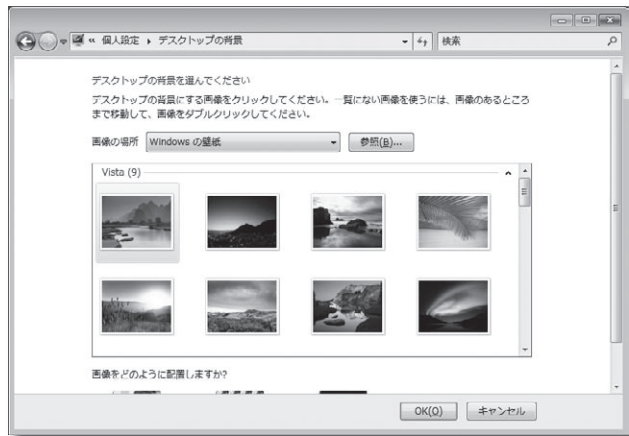 « 個人設定 ▸ デスクトップの背景
検索
デスクトップの背景を選んでください
デスクトップの背景にする画像をクリックしてください。一覧にない画像を使うには、画像のあるところ
まで移動して、画像をダブルクリックしてください。
画像の場所 Windows の壁紙 参照(B)...
Vista (9)
画像をどのように配置しますか?
OK(O) キャンセル